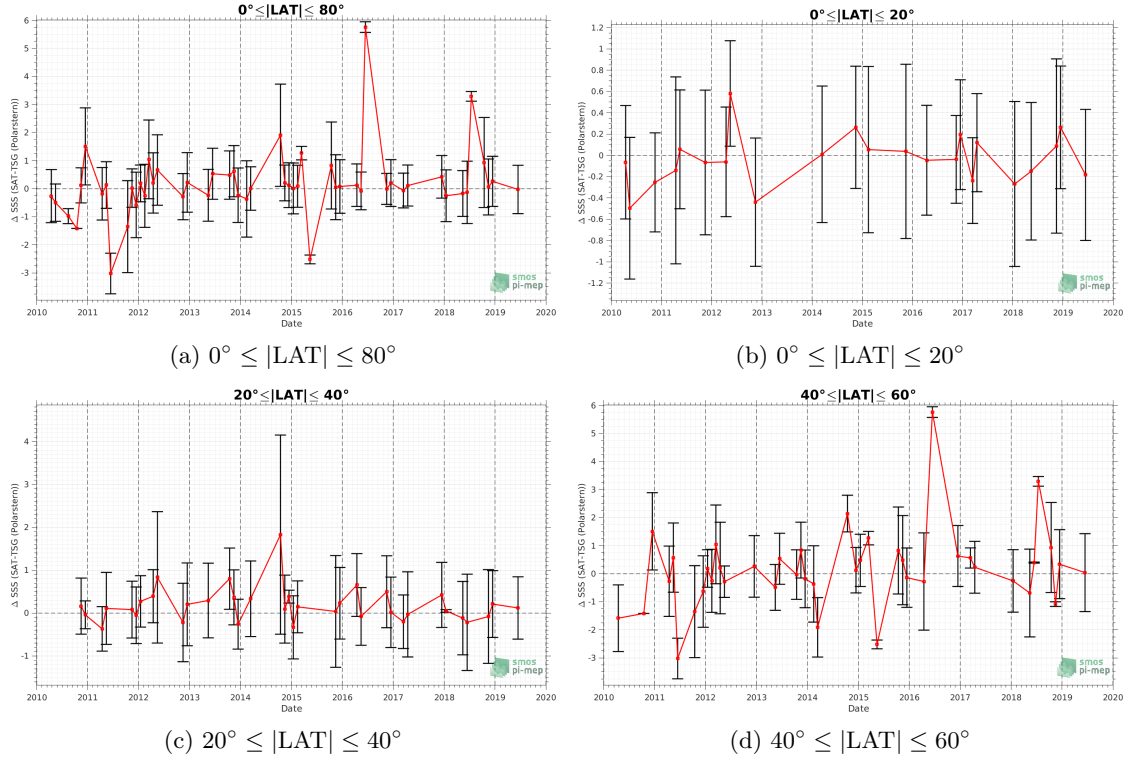 0°≤|LAT|≤ 80°
Δ SSS (SAT-TSG (Polarstern))
6
5
4
3
2
1
0
-1
-2
-3
2010 2011 2012 2013 2014 2015 2016 2017 2018 2019 2020
Date
smos
pi-mep
(a) 0° ≤ |LAT| ≤ 80°
0°≤|LAT|≤ 20°
Δ SSS (SAT-TSG (Polarstern))
1.2
1
0.8
0.6
0.4
0.2
0
-0.2
-0.4
-0.6
-0.8
-1
-1.2
2010 2011 2012 2013 2014 2015 2016 2017 2018 2019 2020
Date
smos
pi-mep
(b) 0° ≤ |LAT| ≤ 20°
20°≤|LAT|≤ 40°
Δ SSS (SAT-TSG (Polarstern))
4
3
2
1
0
-1
2010 2011 2012 2013 2014 2015 2016 2017 2018 2019 2020
Date
smos
pi-mep
(c) 20° ≤ |LAT| ≤ 40°
40°≤|LAT|≤ 60°
Δ SSS (SAT-TSG (Polarstern))
6
5
4
3
2
1
0
-1
-2
-3
2010 2011 2012 2013 2014 2015 2016 2017 2018 2019 2020
Date
smos
pi-mep
(d) 40° ≤ |LAT| ≤ 60°